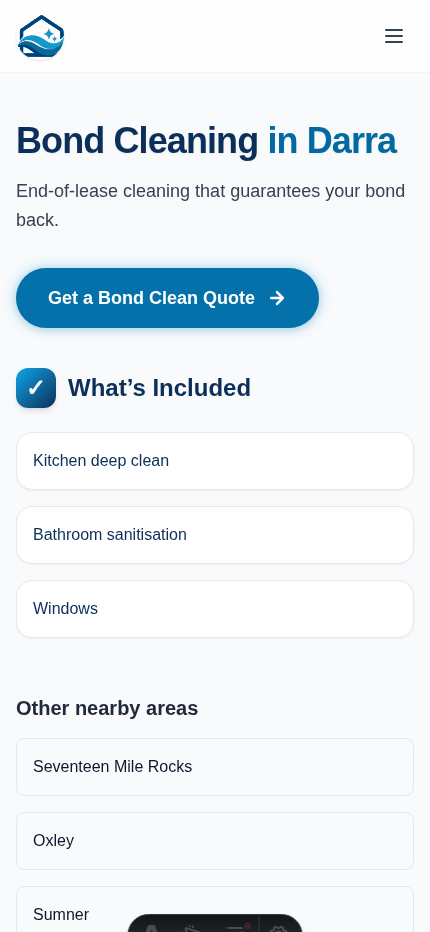 Bond Cleaning in Darra
End-of-lease cleaning that guarantees your bond
back.
Get a Bond Clean Quote →
✓ What’s Included
Kitchen deep clean
Bathroom sanitisation
Windows
Other nearby areas
Seventeen Mile Rocks
Oxley
Sumner